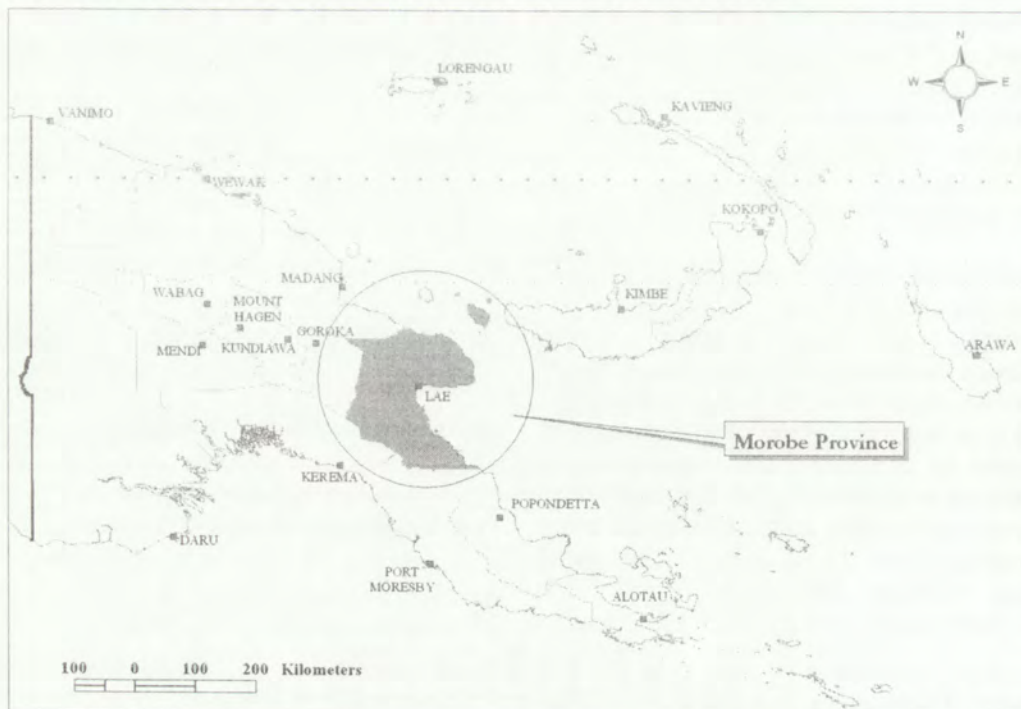 N
W E
S
LORENGAU
KAVIENG
VANIMO
WEWAK
KOKOPO
MADANG
WABAG
MOUNT
HAGEN
KIMBE
GOROKA
MENDI
KUNDIAWA
ARAWA
LAE
Morobe Province
KEREMA
POPONDETTA
DARU
PORT
MORESBY
ALOTAU
100 0 100 200 Kilometers